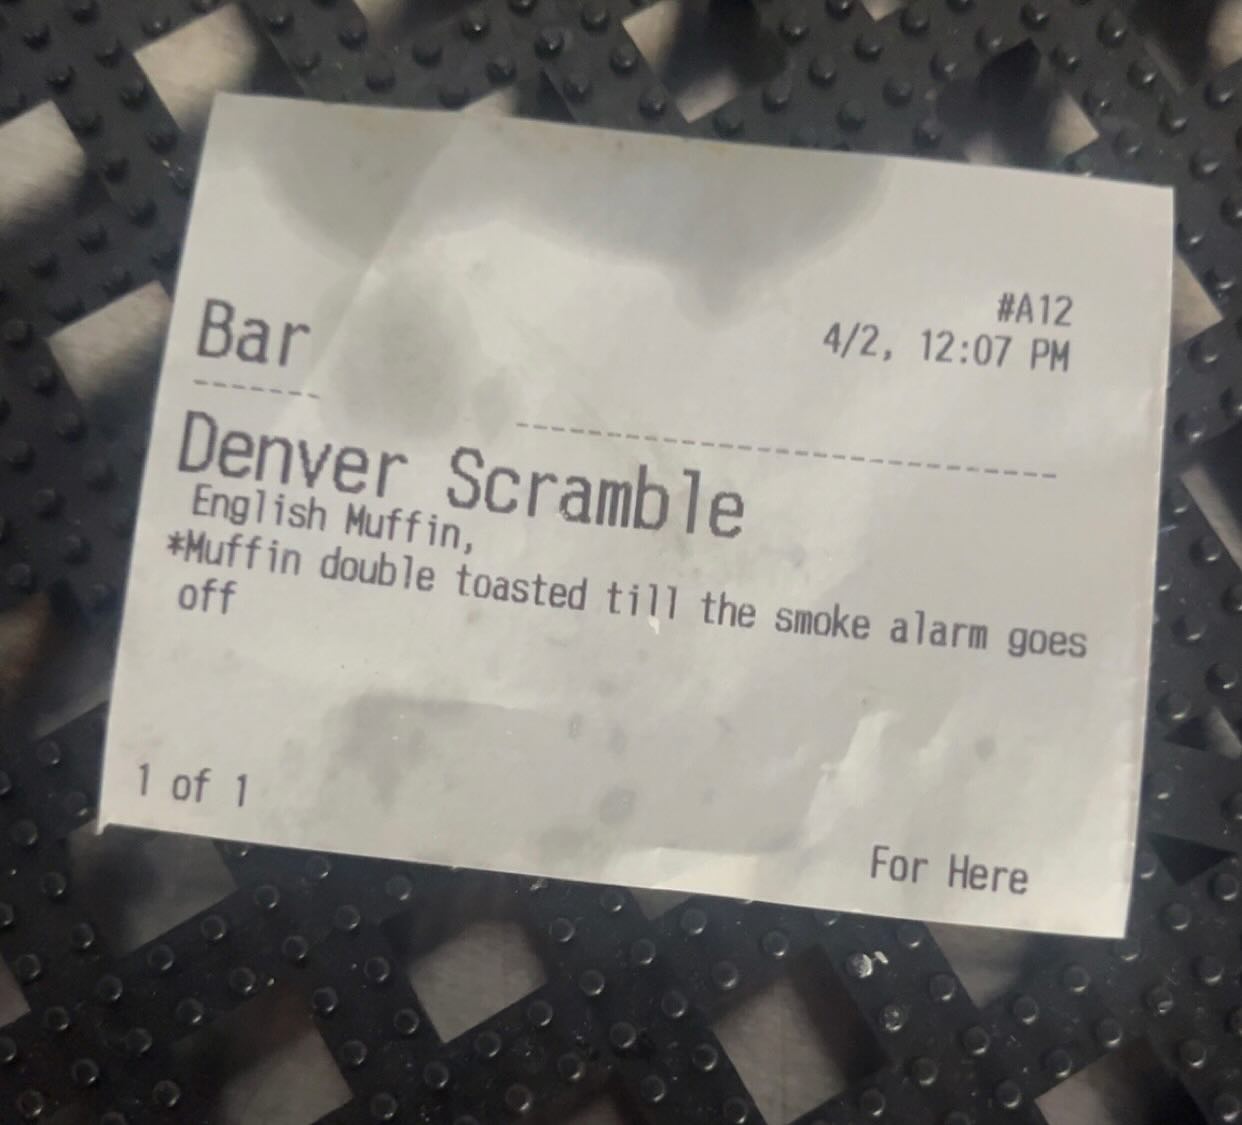 #A12
Bar
4/2, 12:07 PM
Denver Scramble
English Muffin,
*Muffin double toasted till the smoke alarm goes
off
1 of 1
For Here